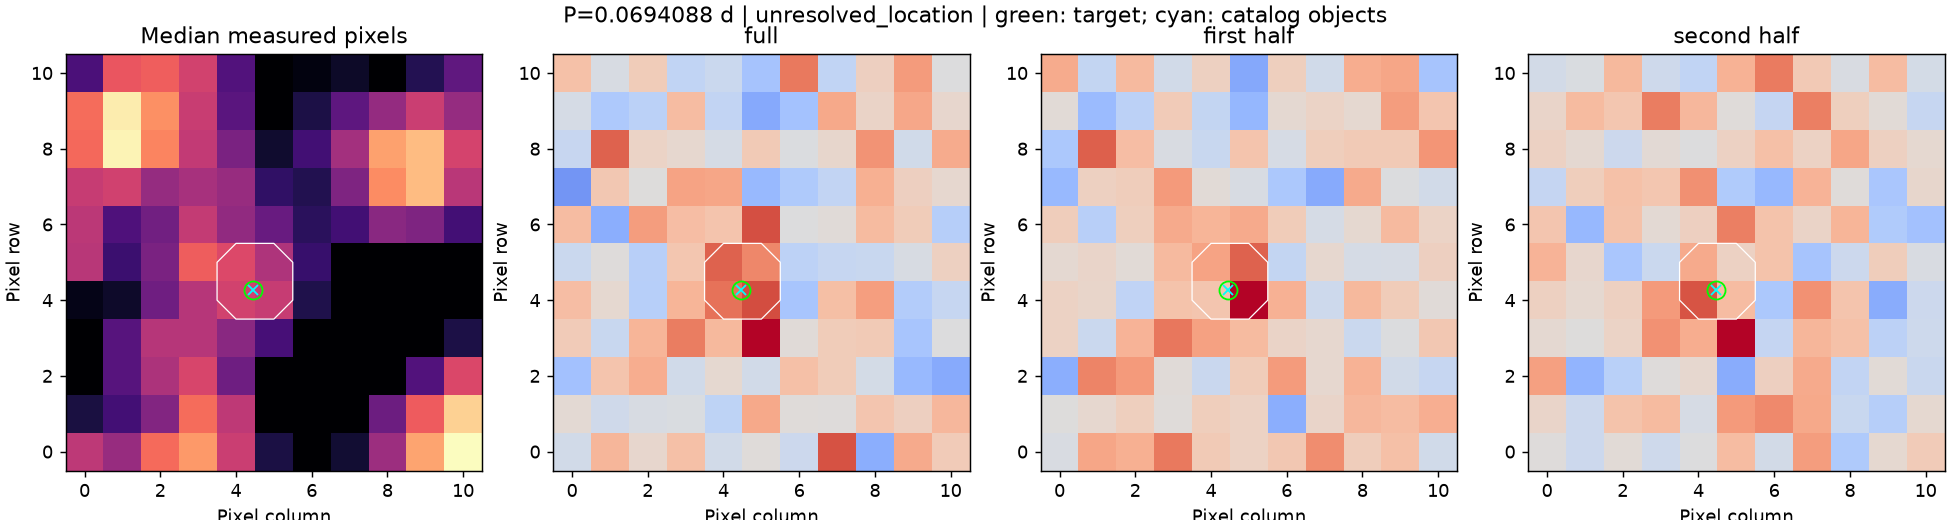 P=0.0694088 d | unresolved_location | green: target; cyan: catalog objects
Median measured pixels
full
first half
second half
10
8
6
4
2
0
Pixel row
0 2 4 6 8 10
Pixel column
10
8
6
4
2
0
Pixel row
0 2 4 6 8 10
Pixel column
10
8
6
4
2
0
Pixel row
0 2 4 6 8 10
Pixel column
10
8
6
4
2
0
Pixel row
0 2 4 6 8 10
Pixel column